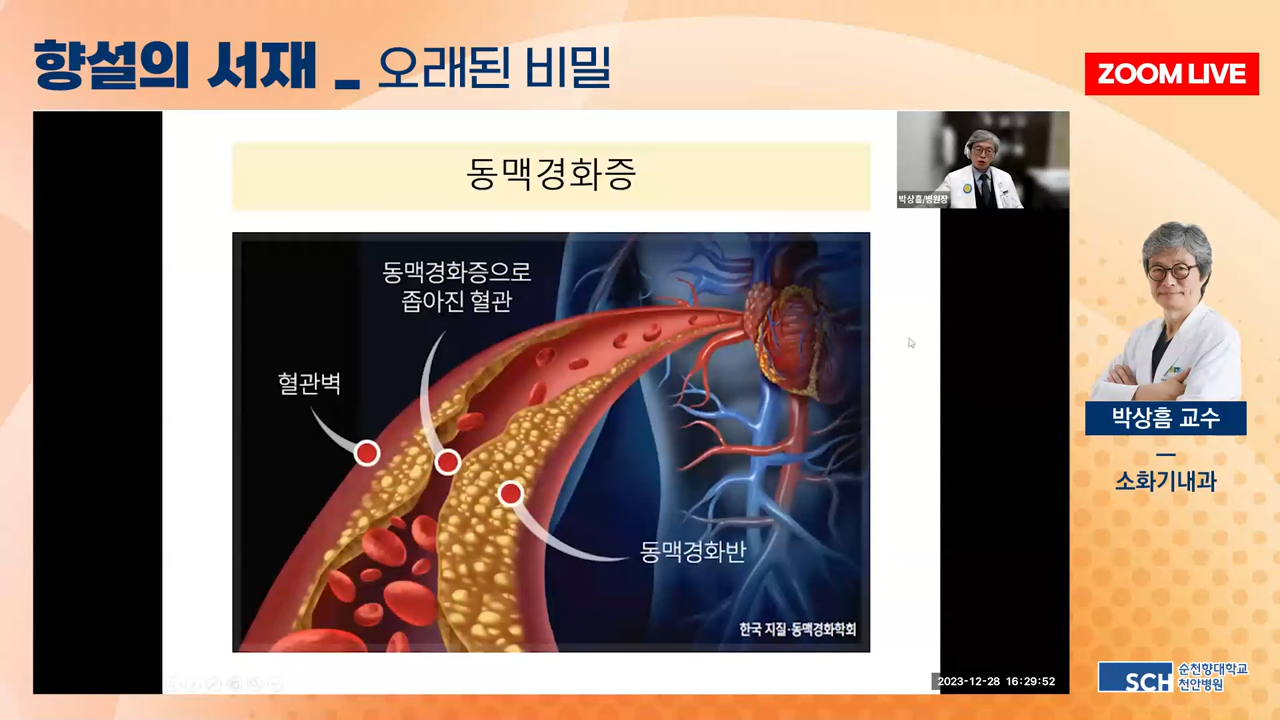 향설의 서재 _ 오래된 비밀
ZOOM LIVE
동맥경화증
박상흠/병원장
동맥경화증으로
좁아진 혈관
혈관벽
동맥경화반
한국 지질·동맥경화학회
박상흠 교수
소화기내과
2023-12-28 16:29:52
SCH
순천향대학교
천안병원